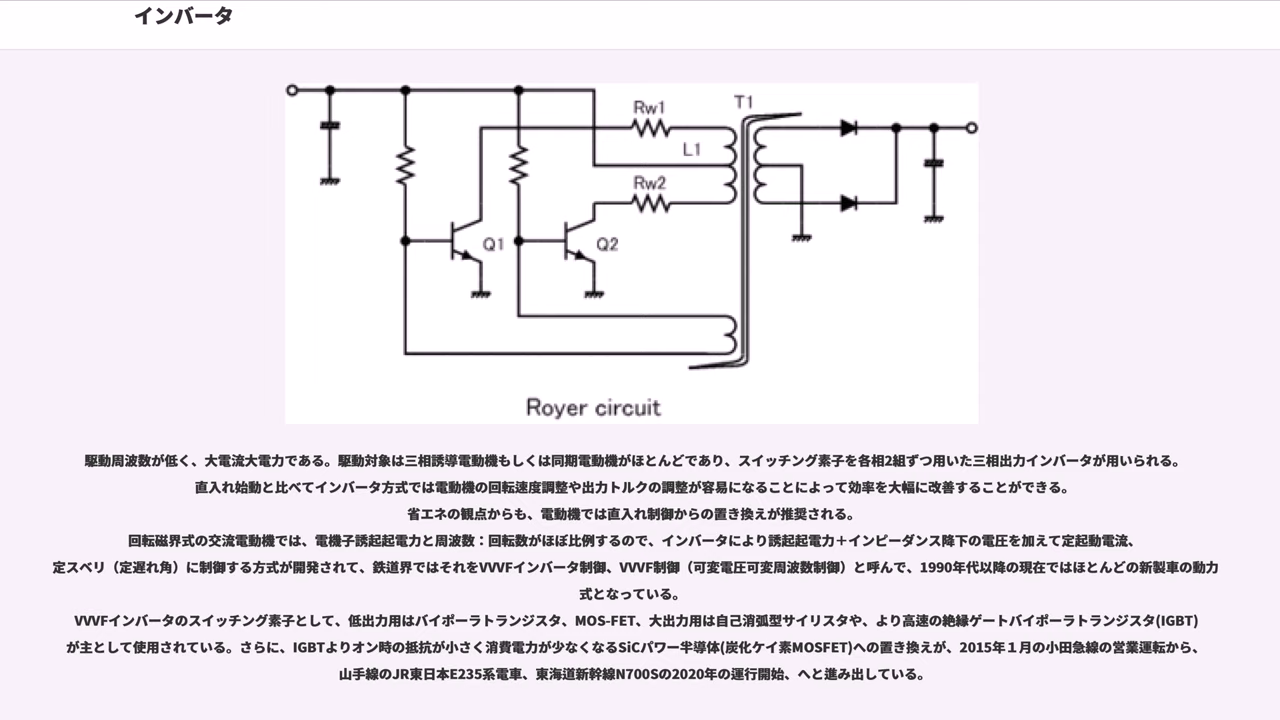 インバータ
Rw1
T1
L1
Rw2
Q1
Q2
Royer circuit
駆動周波数が低く、大電流大電力である。駆動対象は三相誘導電動機もしくは同期電動機がほとんどであり、スイッチング素子を各相2組ずつ用いた三相出力インバータが用いられる。
直入れ始動と比べてインバータ方式では電動機の回転速度調整や出力トルクの調整が容易になることによって効率を大幅に改善することができる。
省エネの観点からも、電動機では直入れ制御からの置き換えが推奨される。
回転磁界式の交流電動機では、電機子誘起起電力と周波数：回転数がほぼ比例するので、インバータにより誘起起電力＋インピーダンス降下の電圧を加えて定起動電流、
定スベリ（定遅れ角）に制御する方式が開発されて、鉄道界ではそれをVVVFインバータ制御、VVVF制御（可変電圧可変周波数制御）と呼んで、1990年代以降の現在ではほとんどの新製車の動力
式となっている。
VVVFインバータのスイッチング素子として、低出力用はバイポーラトランジスタ、MOS-FET、大出力用は自己消弧型サイリスタや、より高速の絶縁ゲートバイポーラトランジスタ(IGBT)
が主として使用されている。さらに、IGBTよりオン時の抵抗が小さく消費電力が少なくなるSiCパワー半導体(炭化ケイ素MOSFET)への置き換えが、2015年１月の小田急線の営業運転から、
山手線のJR東日本E235系電車、東海道新幹線N700Sの2020年の運行開始、へと進み出している。